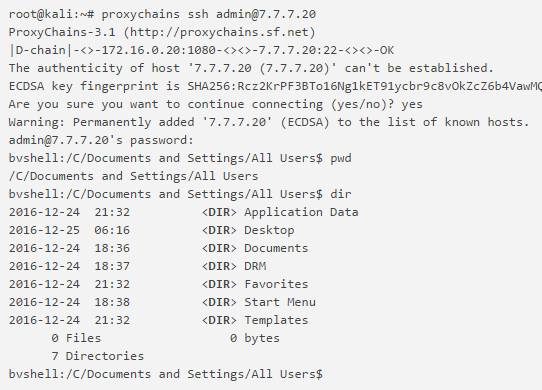 root@kali:~# proxychains ssh admin@7.7.7.20
ProxyChains-3.1 (http://proxychains.sf.net)
|D-chain|-<>-172.16.0.20:1080-<><>-7.7.7.20:22-<><>-OK
The authenticity of host '7.7.7.20 (7.7.7.20)' can't be established.
ECDSA key fingerprint is SHA256:Rcz2KrPF3BTo16Ng1kET91ycbr9c8vOkZcZ6b4VawMQ
Are you sure you want to continue connecting (yes/no)? yes
Warning: Permanently added '7.7.7.20' (ECDSA) to the list of known hosts.
admin@7.7.7.20's password:
bvshell:/C/Documents and Settings/All Users$ pwd
/C/Documents and Settings/All Users
bvshell:/C/Documents and Settings/All Users$ dir
2016-12-24  21:32          <DIR> Application Data
2016-12-25  06:16          <DIR> Desktop
2016-12-24  18:36          <DIR> Documents
2016-12-24  18:37          <DIR> DRM
2016-12-24  21:32          <DIR> Favorites
2016-12-24  18:38          <DIR> Start Menu
2016-12-24  21:32          <DIR> Templates
      0 Files                  0 bytes
      7 Directories
bvshell:/C/Documents and Settings/All Users$